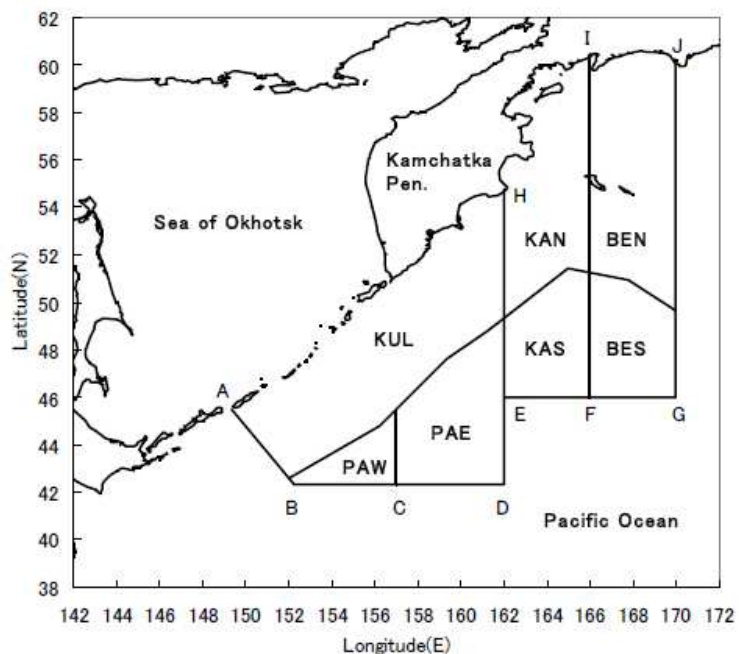 62
60
58
56
54
52
50
48
46
44
42
40
38
Latitude(N)
I
J
Kamchatka
Pen.
H
Sea of Okhotsk
KAN
BEN
KUL
KAS
BES
A
E
F
G
PAE
PAW
B
C
D
Pacific Ocean
142 144 146 148 150 152 154 156 158 160 162 164 166 168 170 172
Longitude(E)